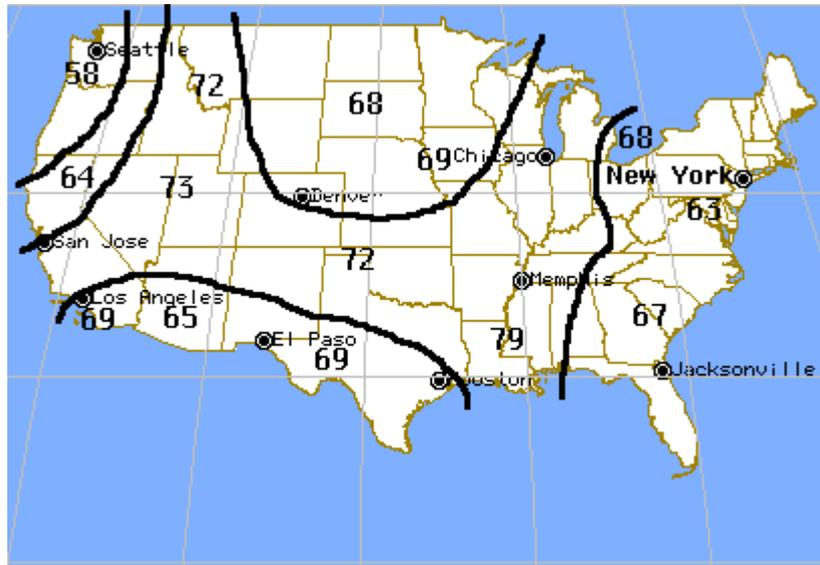 Seattle
58
72
68
68
69
Chicago
64
73
New York
Denver
63
San Jose
72
Memphis
Los Angeles
69
65
67
79
El Paso
69
Jacksonville
Houston